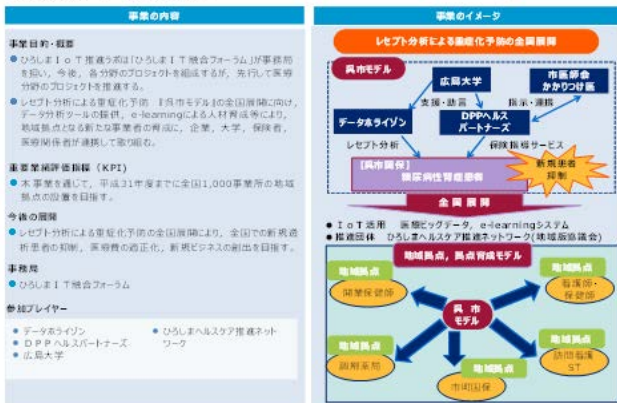 事業の内容
事業目的・概要
● ひろしまIoT推進ラボは「ひろしまIT融合フォーラム」が事務局
を担い、今後、各分野のプロジェクトを組成するが、先行して医療
分野のプロジェクトを推進する。
● レセプト分析による重症化予防『呉市モデル』の全国展開に向け、
データ分析ツールの提供、e-learningによる人材育成等により、
地域拠点となる新たな事業者の育成に、企業、大学、保険者、
医療関係者が連携して取り組む。
重要業績評価指標(KPI)
● 本事業を通じて、平成31年度までに全国1,000事業所の地域拠
点の設置を目指す。
今後の展開
● レセプト分析による重症化予防の全国展開により、全国での新規透
析患者の抑制、医療費の適正化、新規ビジネスの創出を目指す。
事務局
● ひろしまIT融合フォーラム
参加プレイヤー
● データホライゾン
● DPPヘルスパートナーズ
● 広島大学
● ひろしまヘルスケア推進ネット
ワーク
事業のイメージ
レセプト分析による重症化予防の全国展開
呉市モデル
広島大学
市医師会
かかりつけ医
支援・助言
指示・連携
データホライゾン
DPPヘルス
パートナーズ
レセプト分析
保健指導サービス
【呉市国保】
糖尿病性腎症患者
新規患者
抑制
全国展開
● IoT活用 医療ビッグデータ、e-learningシステム
● 推進団体 ひろしまヘルスケア推進ネットワーク(地域版協議会)
地域拠点、拠点育成モデル
地域拠点
開業保健師
地域拠点
看護師・
保健師
呉市
モデル
地域拠点
調剤薬局
地域拠点
市町国保
地域拠点
訪問看護
ST